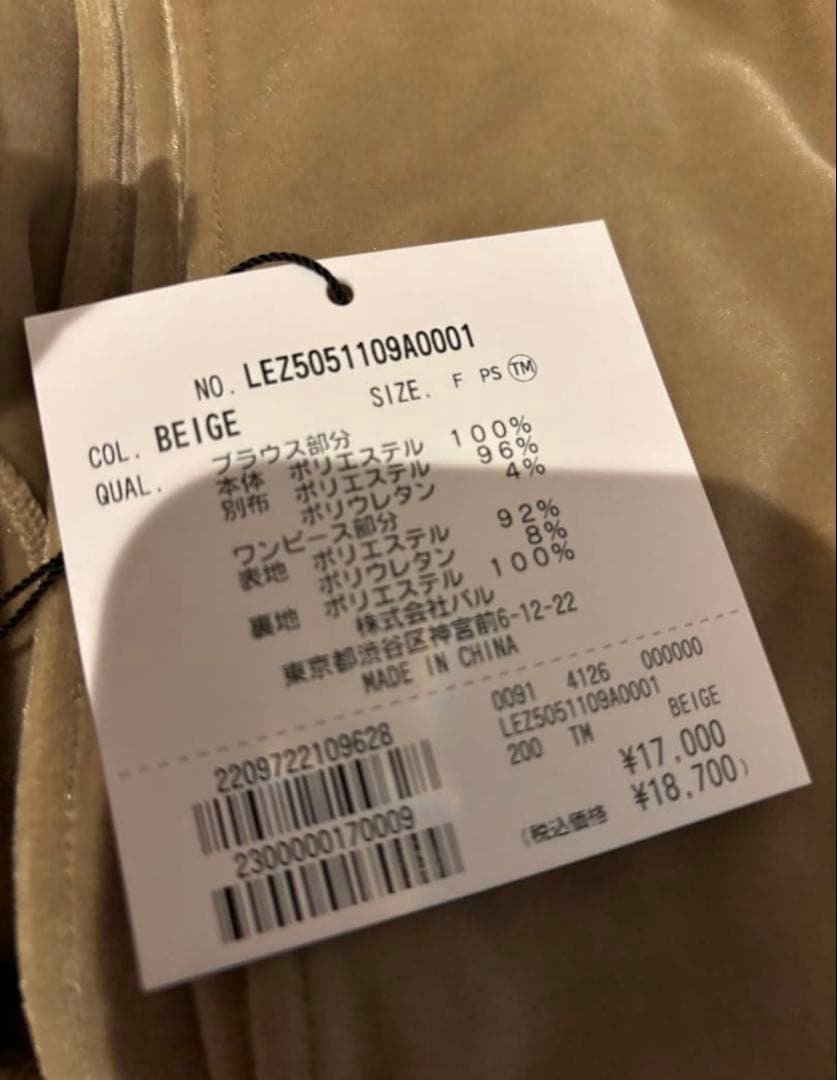 NO. LEZ5051109A0001
SIZE. F PS TM
COL. BEIGE
QUAL. ブラウス部分
本体 ポリエステル 100%
別布 ポリエステル 96%
ポリウレタン 4%
ワンピース部分
表地 ポリエステル 92%
ポリウレタン 8%
裏地 ポリエステル 100%
株式会社パル
東京都渋谷区神宮前6-12-22
MADE IN CHINA
0091 4126 000000
LEZ5051109A0001
200 TM BEIGE
¥17,000
(税込価格 ¥18,700)
2209722109628
2300000170009